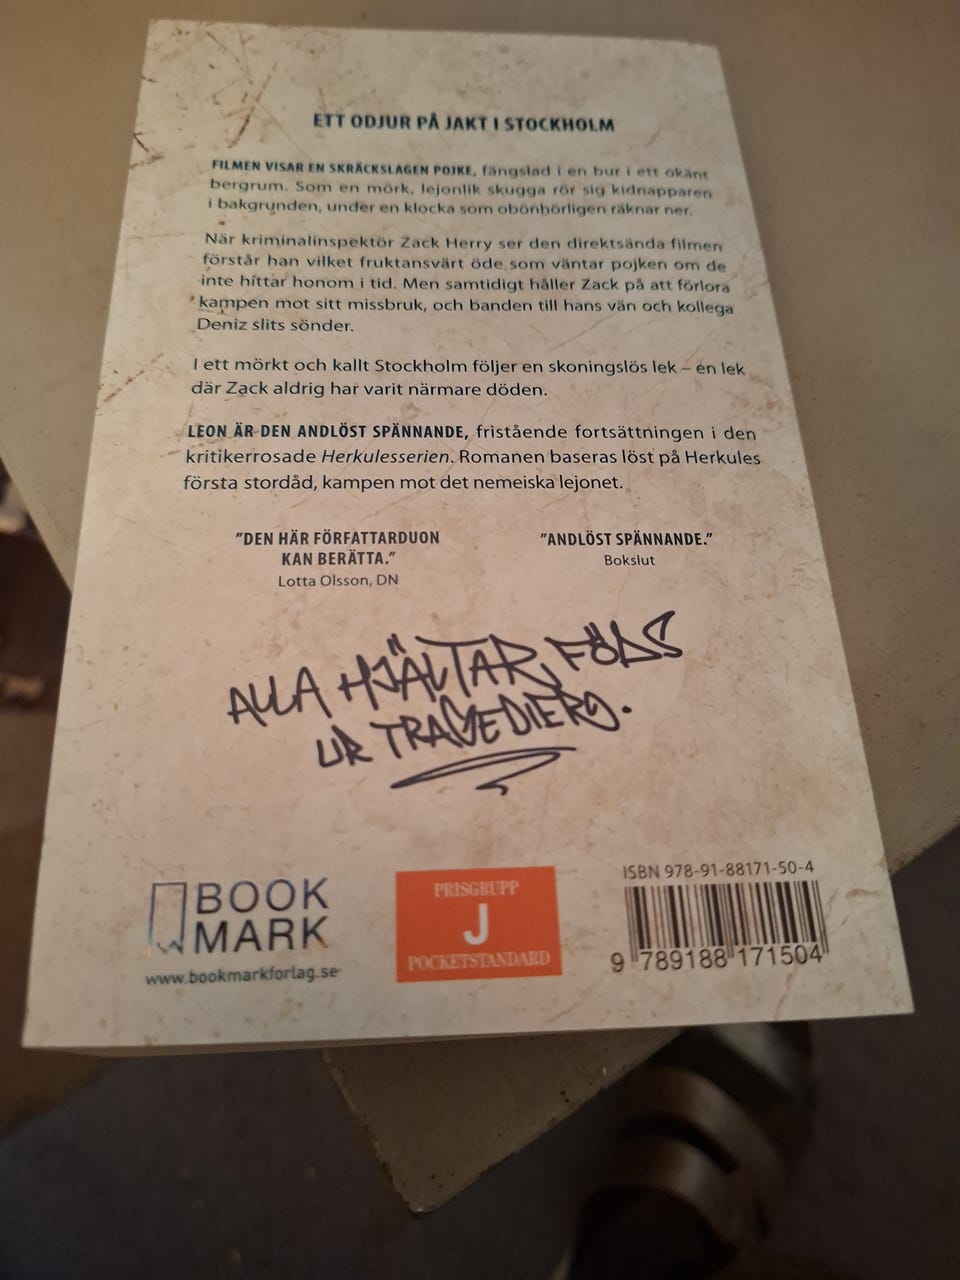 ETT ODJUR PÅ JAKT I STOCKHOLM
FILMEN VISAR EN SKRÄCKSLAGEN POJKE, fängslad i en bur i ett okänt
bergrum. Som en mörk, lejonlik skugga rör sig kidnapparen
i bakgrunden, under en klocka som obönhörligen räknar ner.
När kriminalinspektör Zack Herry ser den direktsända filmen
förstår han vilket fruktansvärt öde som väntar pojken om de
inte hittar honom i tid. Men samtidigt håller Zack på att förlora
kampen mot sitt missbruk, och banden till hans vän och kollega
Deniz slits sönder.
I ett mörkt och kallt Stockholm följer en skoningslös lek – en lek
där Zack aldrig har varit närmare döden.
LEON ÄR DEN ANDLÖST SPÄNNANDE, fristående fortsättningen i den
kritikerrosade Herkulesserien. Romanen baseras löst på Herkules
första stordåd, kampen mot det nemeiska lejonet.
"DEN HÄR FÖRFATTARDUON
KAN BERÄTTA."
Lotta Olsson, DN
"ANDLÖST SPÄNNANDE."
Bokslut
ALLA HJÄLTAR FÖDS
UR TRAGEDIER.
BOOK
MARK
www.bookmarkforlag.se
PRISGRUPP
J
POCKETSTANDARD
ISBN 978-91-88171-50-4
9 789188 171504